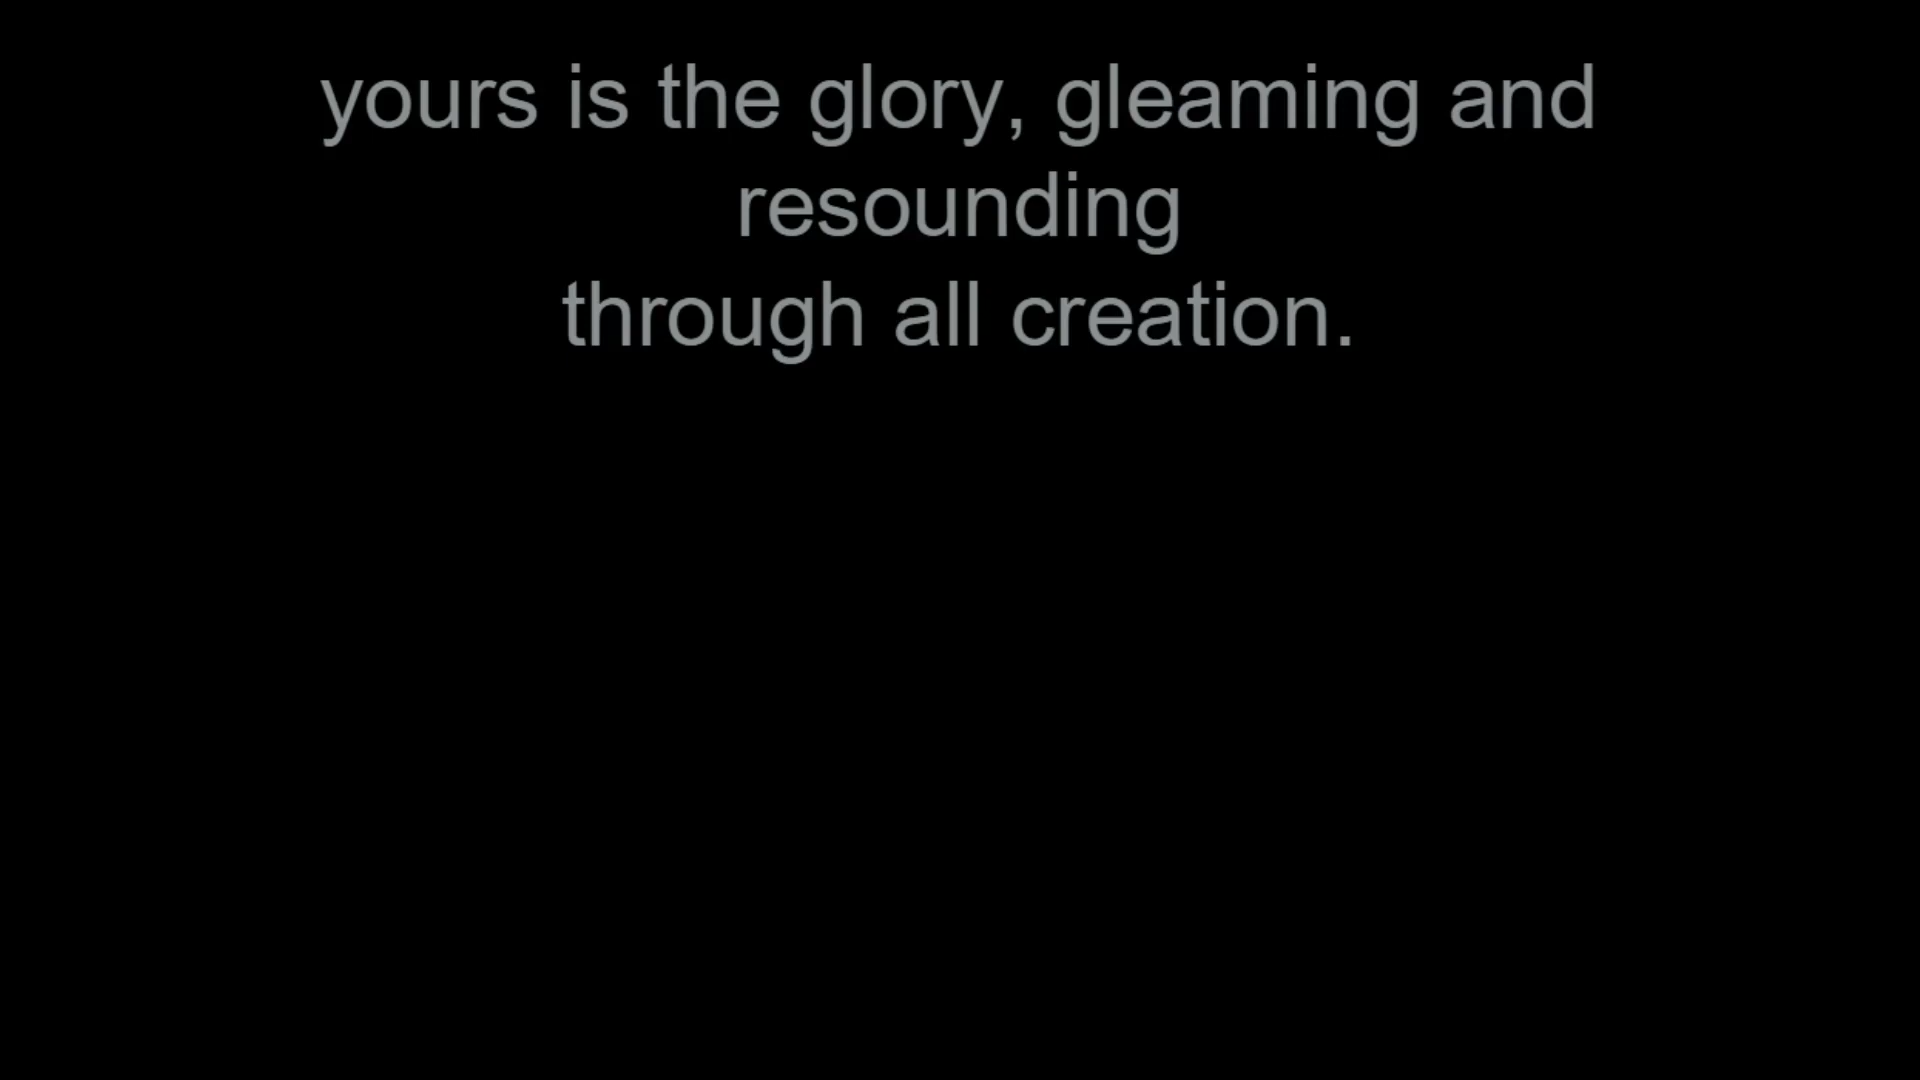 yours is the glory, gleaming and
resounding
through all creation.